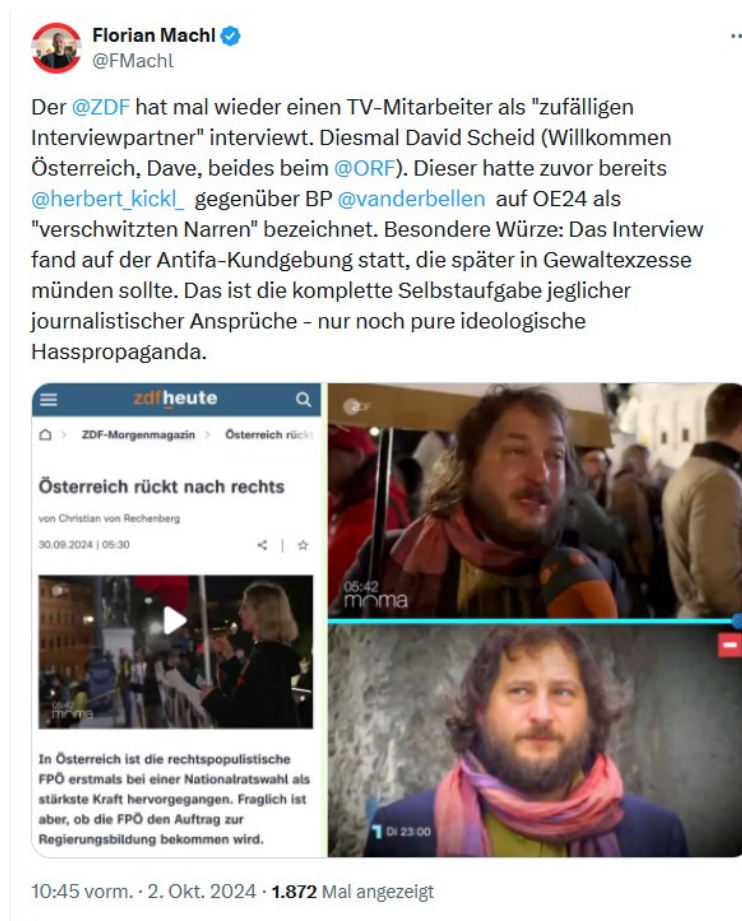 Florian Machl
@FMachl
Der @ZDF hat mal wieder einen TV-Mitarbeiter als "zufälligen
Interviewpartner" interviewt. Diesmal David Scheid (Willkommen
Österreich, Dave, beides beim @ORF). Dieser hatte zuvor bereits
@herbert_kickl_ gegenüber BP @vanderbellen auf OE24 als
"verschwitzten Narren" bezeichnet. Besondere Würze: Das Interview
fand auf der Antifa-Kundgebung statt, die später in Gewaltexzesse
münden sollte. Das ist die komplette Selbstaufgabe jeglicher
journalistischer Ansprüche - nur noch pure ideologische
Hasspropaganda.
zdfheute
ZDF-Morgenmagazin > Österreich rückt
Österreich rückt nach rechts
von Christian von Rechenberg
30.09.2024 | 05:30
05:42
moma
In Österreich ist die rechtspopulistische
FPÖ erstmals bei einer Nationalratswahl als
stärkste Kraft hervorgegangen. Fraglich ist
aber, ob die FPÖ den Auftrag zur
Regierungsbildung bekommen wird.
ZDF
05:42
moma
1 Di 23:00
10:45 vorm. · 2. Okt. 2024 · 1.872 Mal angezeigt